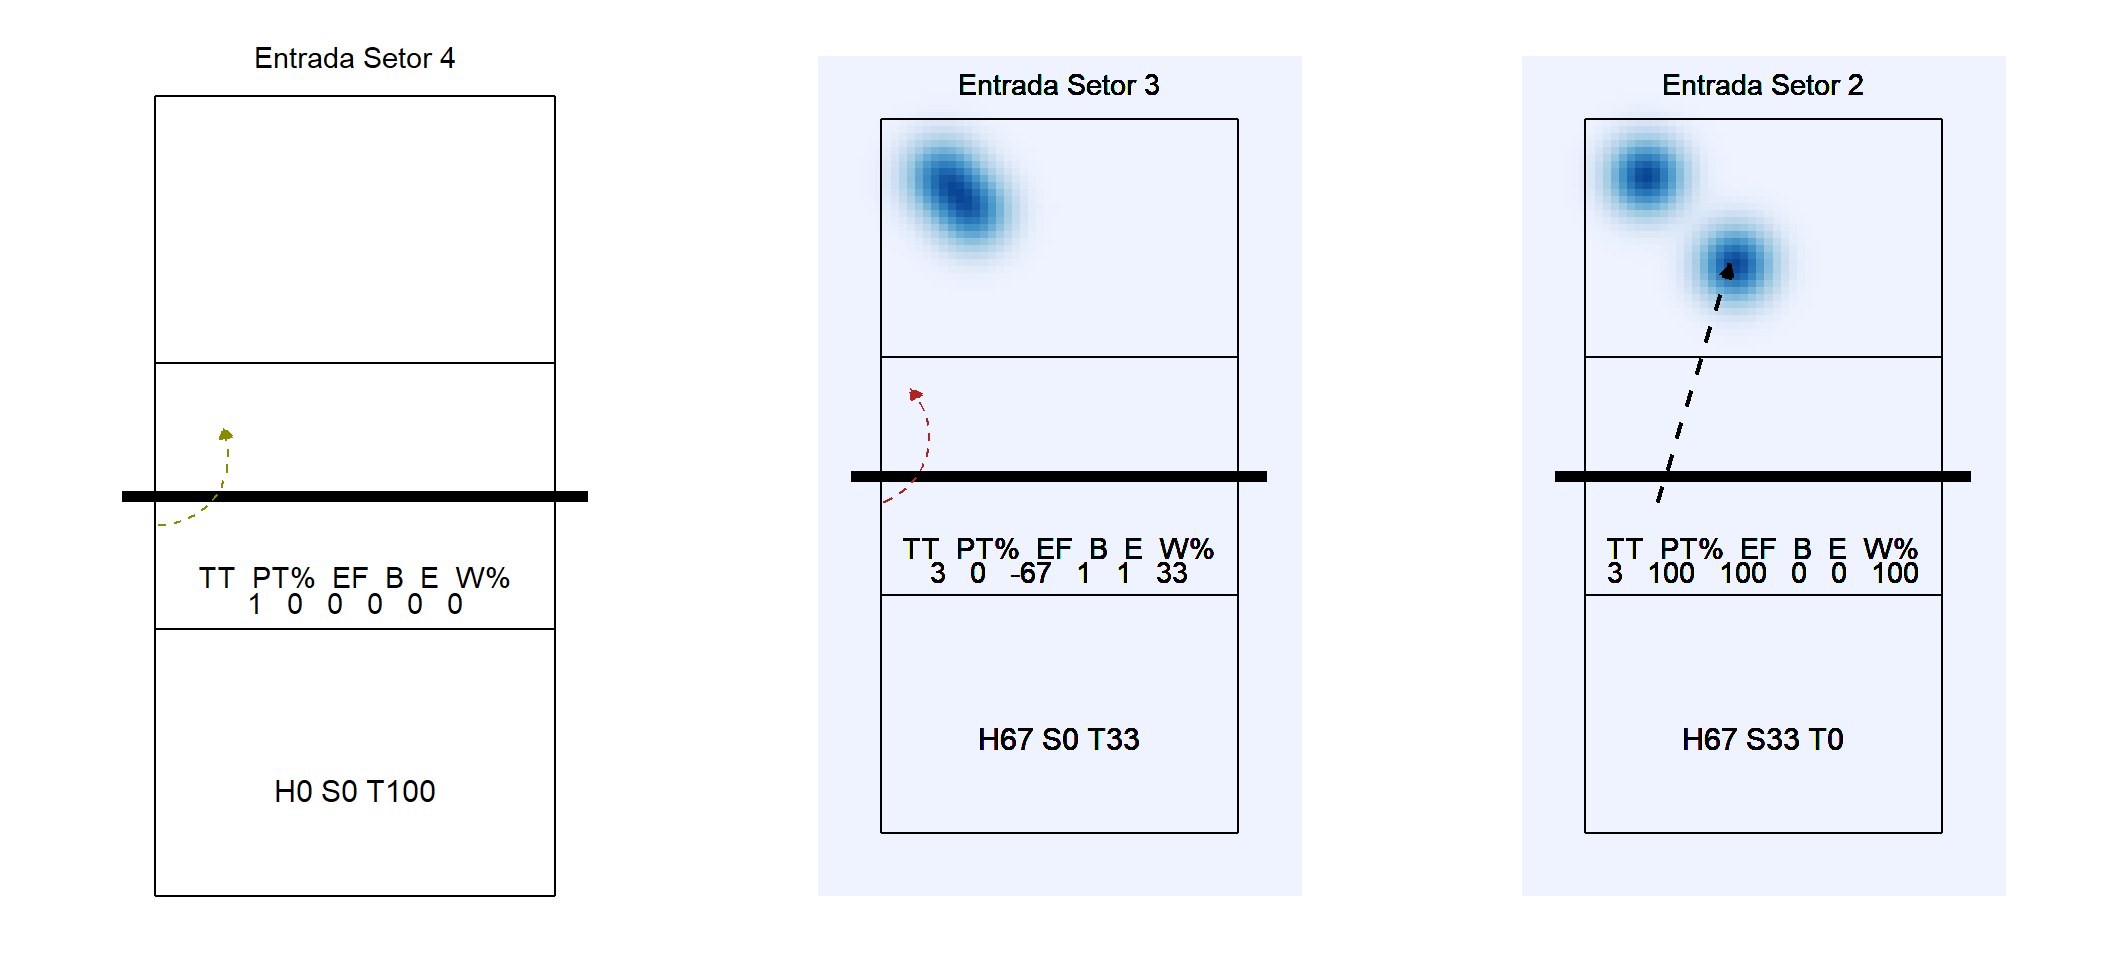 Entrada Setor 4
TT PT% EF B E W%
1 0 0 0 0 0
H0 S0 T100
Entrada Setor 3
TT PT% EF B E W%
3 0 -67 1 1 33
H67 S0 T33
Entrada Setor 2
TT PT% EF B E W%
3 100 100 0 0 100
H67 S33 T0